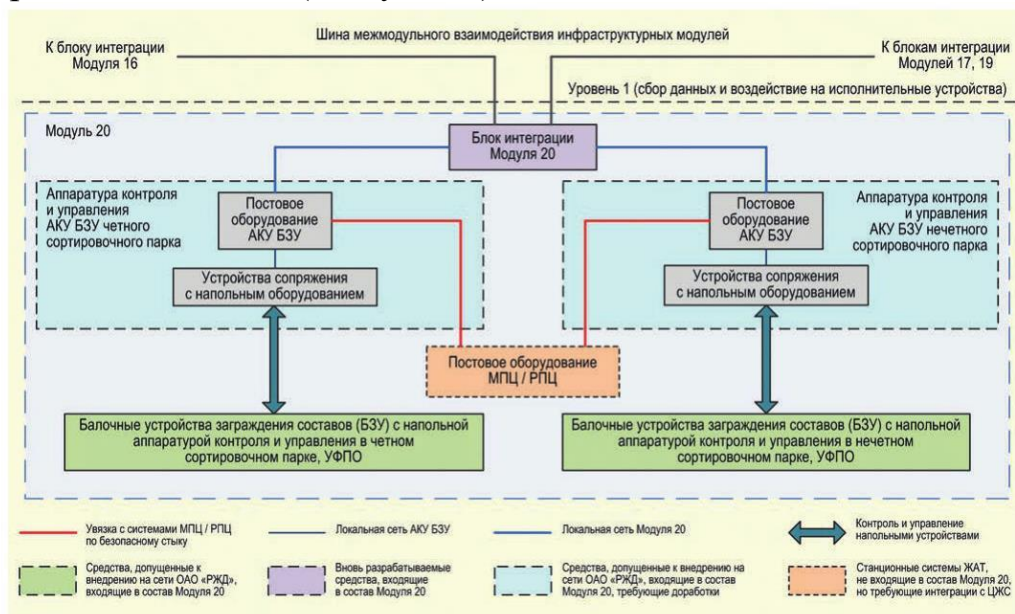 Шина межмодульного взаимодействия инфраструктурных модулей
К блоку интеграции
Модуля 16
К блокам интеграции
Модулей 17, 19
Уровень 1 (сбор данных и воздействие на исполнительные устройства)
Модуль 20
Блок интеграции
Модуля 20
Аппаратура контроля
и управления
АКУ БЗУ четного
сортировочного парка
Постовое
оборудование
АКУ БЗУ
Устройства сопряжения
с напольным оборудованием
Постовое
оборудование
АКУ БЗУ
Аппаратура контроля
и управления
АКУ БЗУ нечетного
сортировочного парка
Устройства сопряжения
с напольным оборудованием
Постовое оборудование
МПЦ / РПЦ
Балочные устройства заграждения составов (БЗУ) с напольной
аппаратурой контроля и управления в четном
сортировочном парке, УФПО
Балочные устройства заграждения составов (БЗУ) с напольной
аппаратурой контроля и управления в нечетном
сортировочном парке, УФПО
Увязка с системами МПЦ / РПЦ
по безопасному стыку
Локальная сеть АКУ БЗУ
Локальная сеть Модуля 20
Контроль и управление
напольными устройствами
Средства, допущенные к
внедрению на сети ОАО «РЖД»,
входящие в состав Модуля 20
Вновь разрабатываемые
средства, входящие
в состав Модуля 20
Средства, допущенные к внедрению на
сети ОАО «РЖД», входящие в состав
Модуля 20, требующие доработки
Станционные системы ЖАТ,
не входящие в состав Модуля 20,
но требующие интеграции с ЦЖС